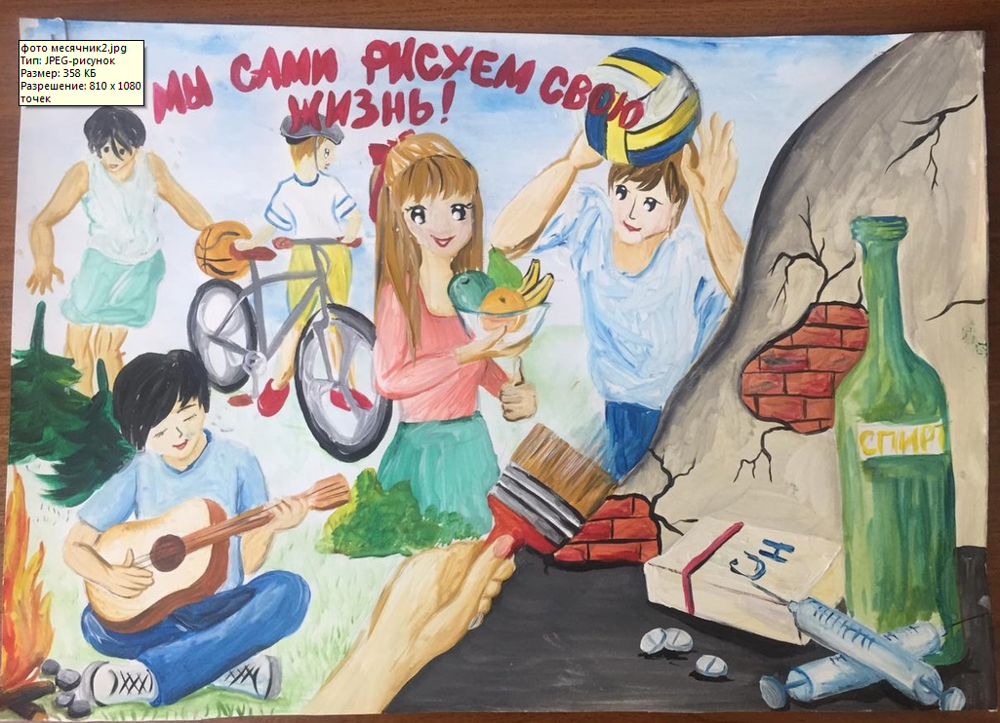 фото месячник2.jpg
Тип: JPEG-рисунок
Размер: 358 КБ
Разрешение: 810 x 1080
точек
МЫ САМИ РИСУЕМ СВОЮ
ЖИЗНЬ!
СПИРТ